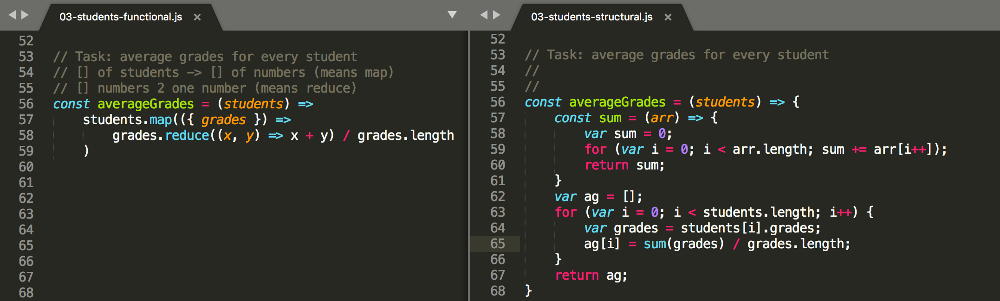 03-students-functional.js ×
52
53 // Task: average grades for every student
54 // [] of students -> [] of numbers (means map)
55 // [] numbers 2 one number (means reduce)
56 const averageGrades = (students) =>
57     students.map(({ grades }) =>
58         grades.reduce((x, y) => x + y) / grades.length
59     )
60
61
62
63
64
65
66
67
68
03-students-structural.js ×
52
53 // Task: average grades for every student
54 //
55 //
56 const averageGrades = (students) => {
57     const sum = (arr) => {
58         var sum = 0;
59         for (var i = 0; i < arr.length; sum += arr[i++]);
60         return sum;
61     }
62     var ag = [];
63     for (var i = 0; i < students.length; i++) {
64         var grades = students[i].grades;
65         ag[i] = sum(grades) / grades.length;
66     }
67     return ag;
68 }